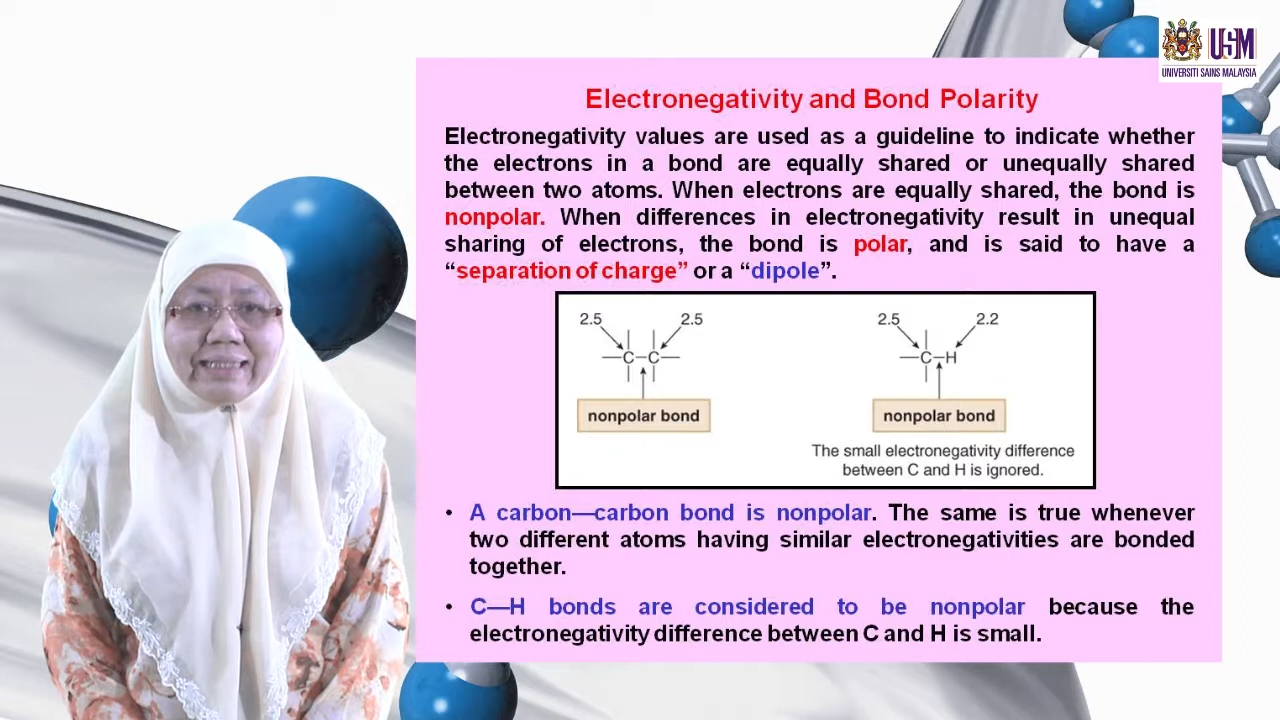 USM
UNIVERSITI SAINS MALAYSIA
Electronegativity and Bond Polarity
Electronegativity values are used as a guideline to indicate whether
the electrons in a bond are equally shared or unequally shared
between two atoms. When electrons are equally shared, the bond is
nonpolar. When differences in electronegativity result in unequal
sharing of electrons, the bond is polar, and is said to have a
“separation of charge” or a “dipole”.
2.5 2.5
C–C
nonpolar bond
2.5 2.2
C–H
nonpolar bond
The small electronegativity difference
between C and H is ignored.
• A carbon—carbon bond is nonpolar. The same is true whenever
two different atoms having similar electronegativities are bonded
together.
• C—H bonds are considered to be nonpolar because the
electronegativity difference between C and H is small.